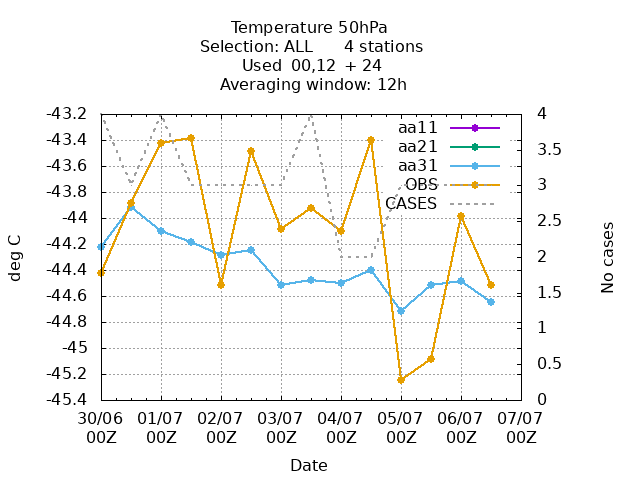 Temperature 50hPa
Selection: ALL      4 stations
Used  00,12  + 24
Averaging window: 12h
aa11
aa21
aa31
OBS
CASES
-43.2
-43.4
-43.6
-43.8
-44
-44.2
-44.4
-44.6
-44.8
-45
-45.2
-45.4
deg C
4
3.5
3
2.5
2
1.5
1
0.5
0
No cases
30/06 01/07 02/07 03/07 04/07 05/07 06/07 07/07
00Z 00Z 00Z 00Z 00Z 00Z 00Z 00Z
Date